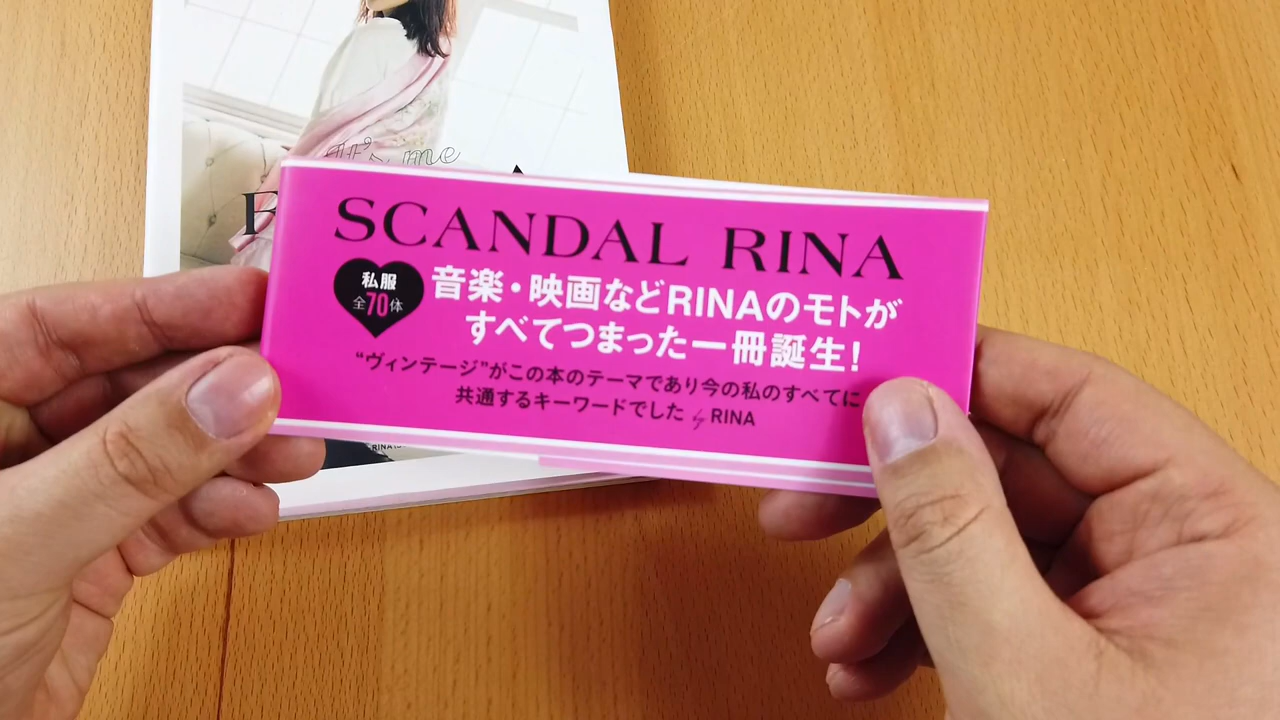 It's me
SCANDAL RINA
私服
全70体
音楽・映画などRINAのモトが
すべてつまった一冊誕生!
“ヴィンテージ”がこの本のテーマであり今の私のすべてに
共通するキーワードでした by RINA